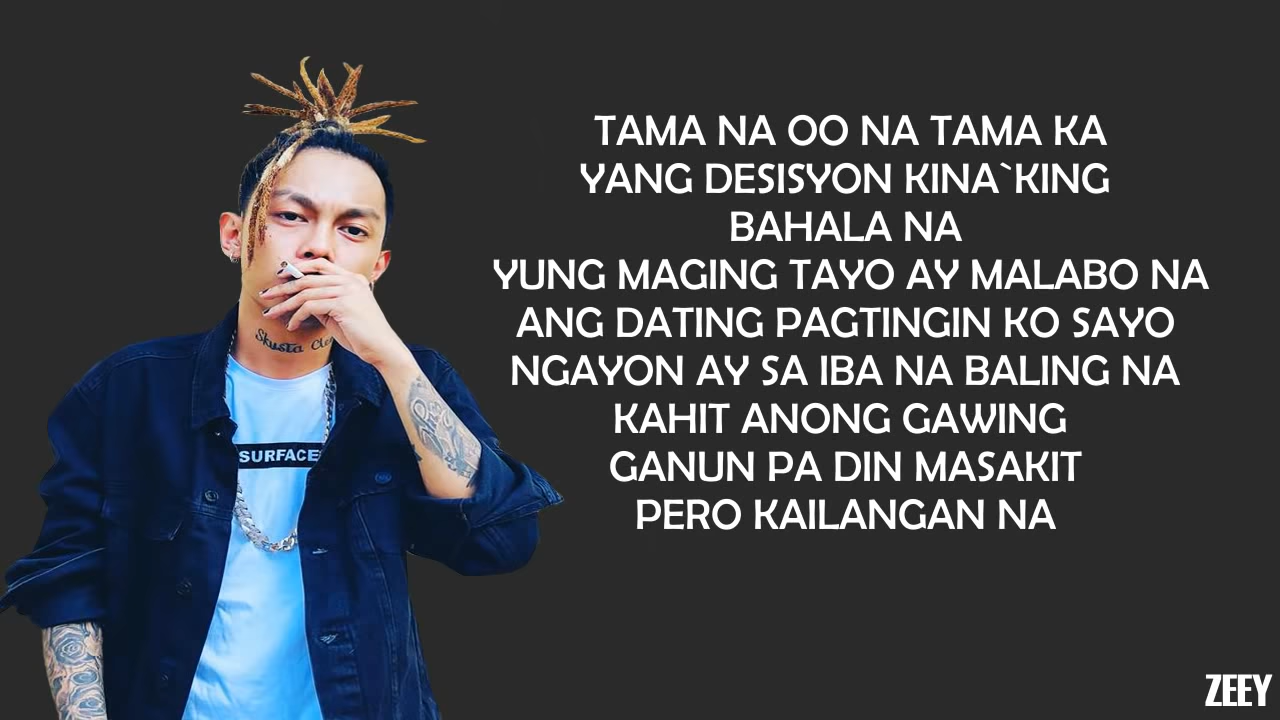 TAMA NA OO NA TAMA KA
YANG DESISYON KINA`KING
BAHALA NA
YUNG MAGING TAYO AY MALABO NA
ANG DATING PAGTINGIN KO SAYO
NGAYON AY SA IBA NA BALING NA
KAHIT ANONG GAWING
GANUN PA DIN MASAKIT
PERO KAILANGAN NA
Skusta Cle
SURFACE
ZEEY